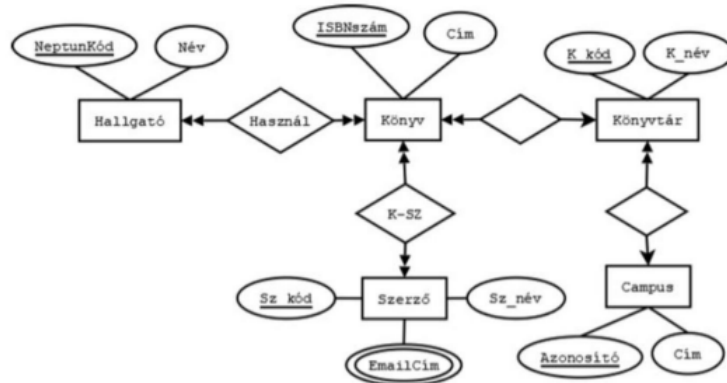 ISBNszám
Cím
NeptunKód
Név
K_kód
K_név
Hallgató
Használ
Könyv
Könyvtár
K-SZ
Sz_kód
Szerző
Sz_név
Campus
EmailCím
Azonosító
Cím